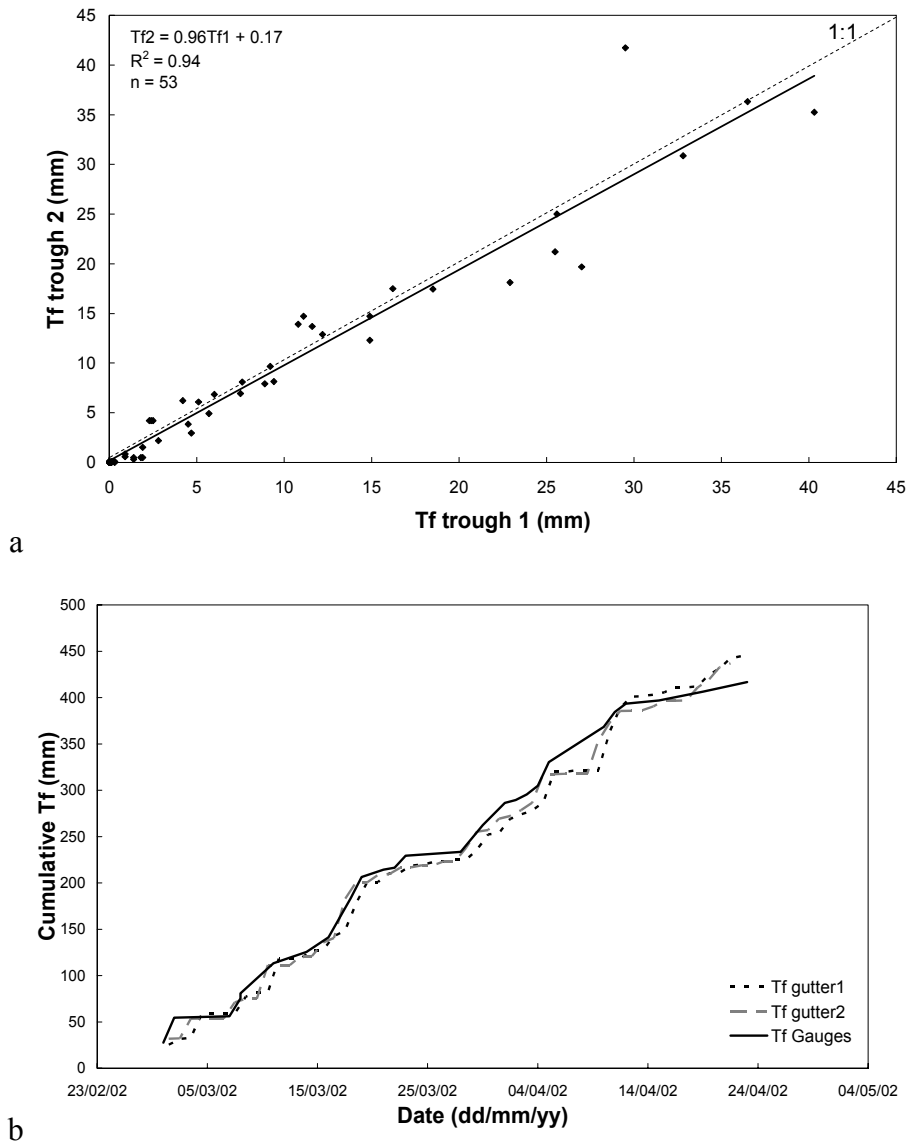 45
40
35
30
25
20
15
10
5
0
Tf2 = 0.96Tf1 + 0.17
R² = 0.94
n = 53
1:1
Tf trough 2 (mm)
0 5 10 15 20 25 30 35 40 45
Tf trough 1 (mm)
a
500
450
400
350
300
250
200
150
100
50
0
Cumulative Tf (mm)
Tf gutter1
Tf gutter2
Tf Gauges
23/02/02 05/03/02 15/03/02 25/03/02 04/04/02 14/04/02 24/04/02 04/05/02
Date (dd/mm/yy)
b